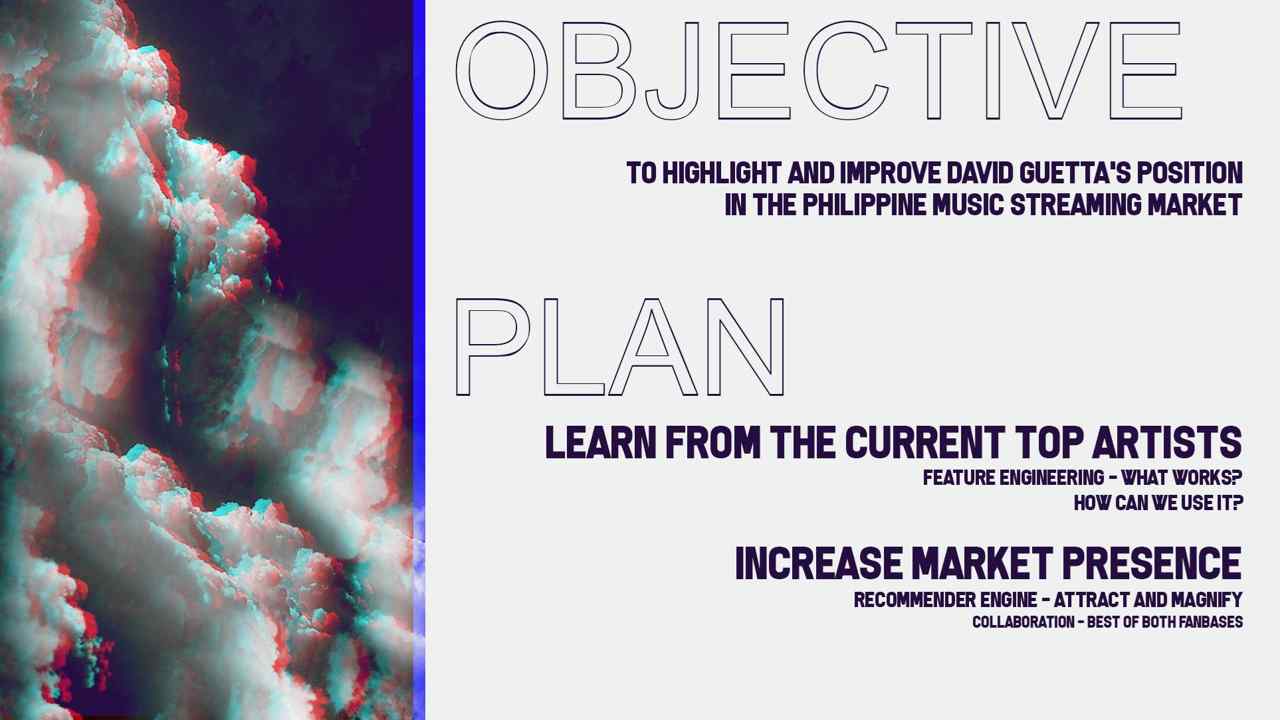 OBJECTIVE
TO HIGHLIGHT AND IMPROVE DAVID GUETTA'S POSITION
IN THE PHILIPPINE MUSIC STREAMING MARKET
PLAN
LEARN FROM THE CURRENT TOP ARTISTS
FEATURE ENGINEERING - WHAT WORKS?
HOW CAN WE USE IT?
INCREASE MARKET PRESENCE
RECOMMENDER ENGINE - ATTRACT AND MAGNIFY
COLLABORATION - BEST OF BOTH FANBASES